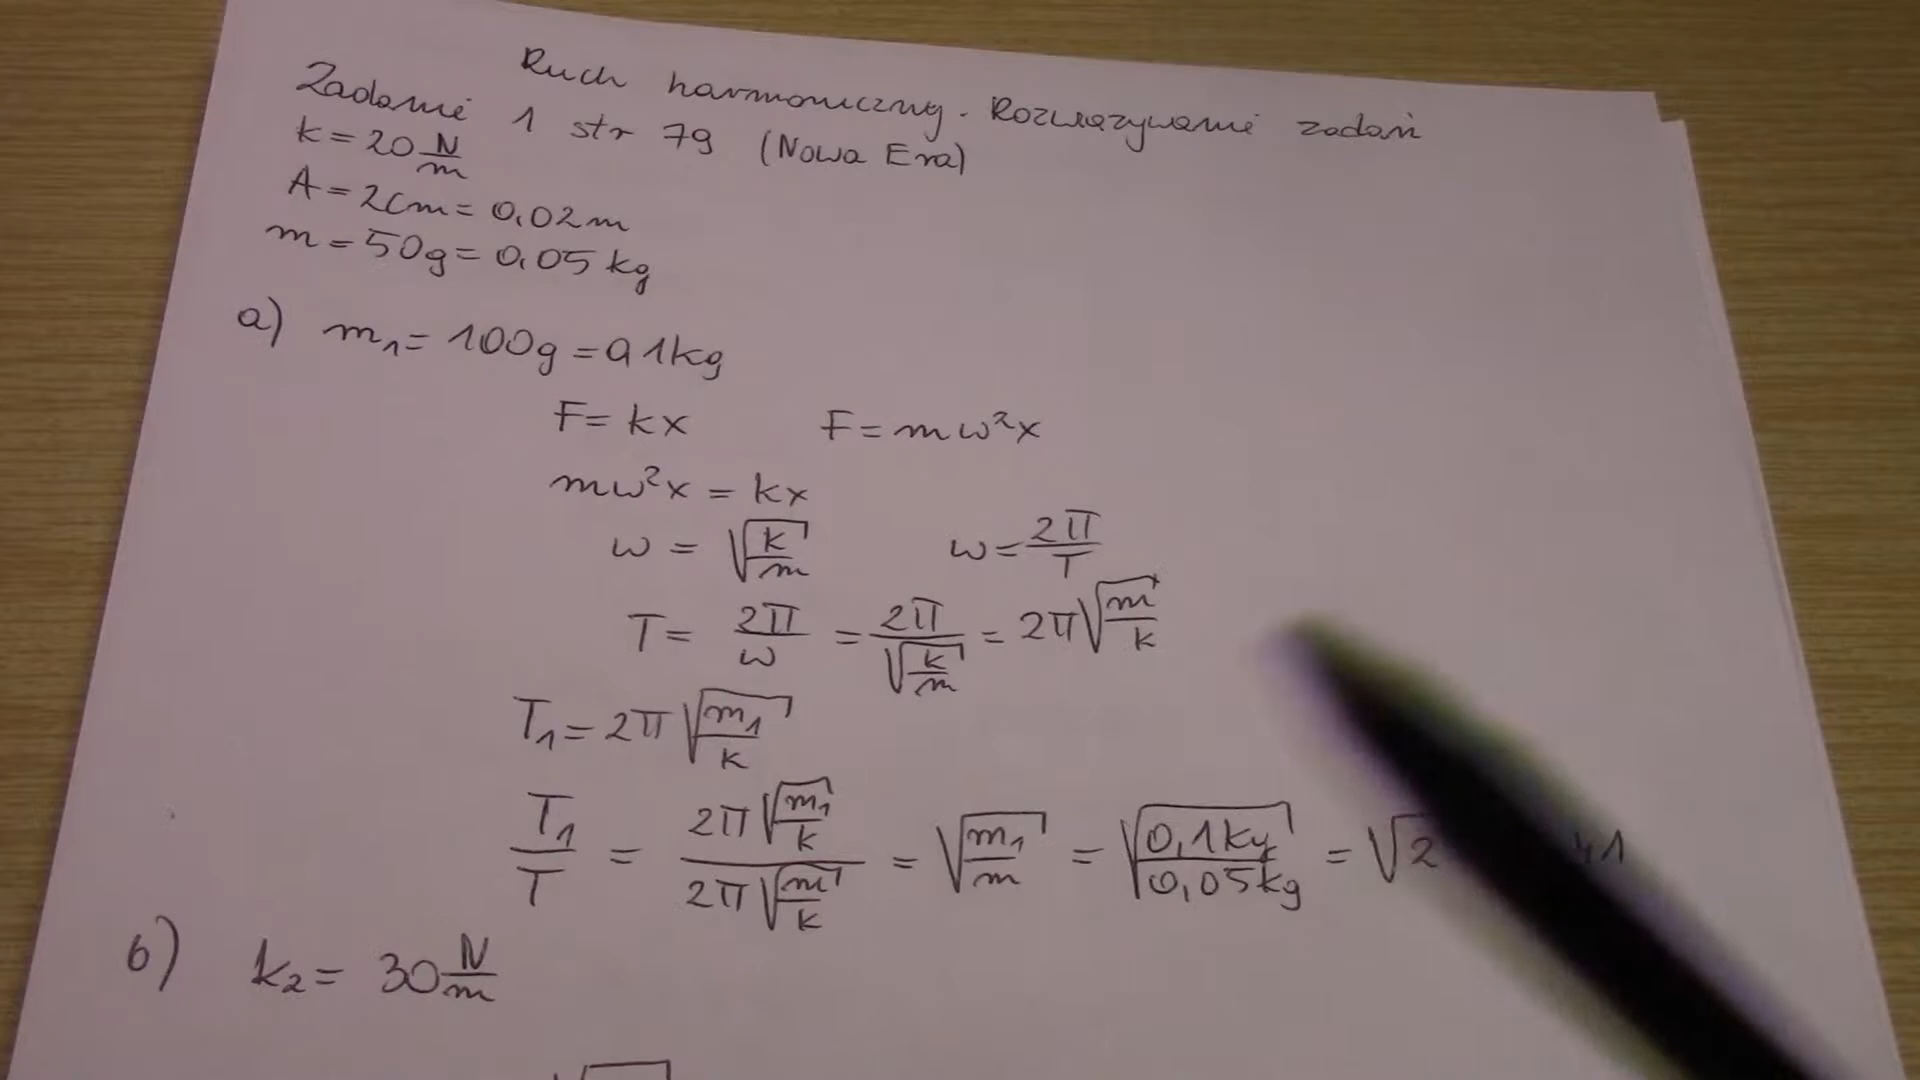 Ruch harmoniczny. Rozwiązywanie zadań
Zadanie 1 str 79 (Nowa Era)
k = 20 N/m
A = 2cm = 0,02m
m = 50g = 0,05 kg
a) m₁ = 100g = 0,1kg
F = kx F = mω²x
mω²x = kx
ω = √(k/m) ω = 2π/T
T = 2π/ω = 2π/√(k/m) = 2π√(m/k)
T₁ = 2π√(m₁/k)
T₁/T = 2π√(m₁/k) / 2π√(m/k) = √(m₁/m) = √(0,1kg/0,05kg) = √2
b) k₂ = 30 N/m